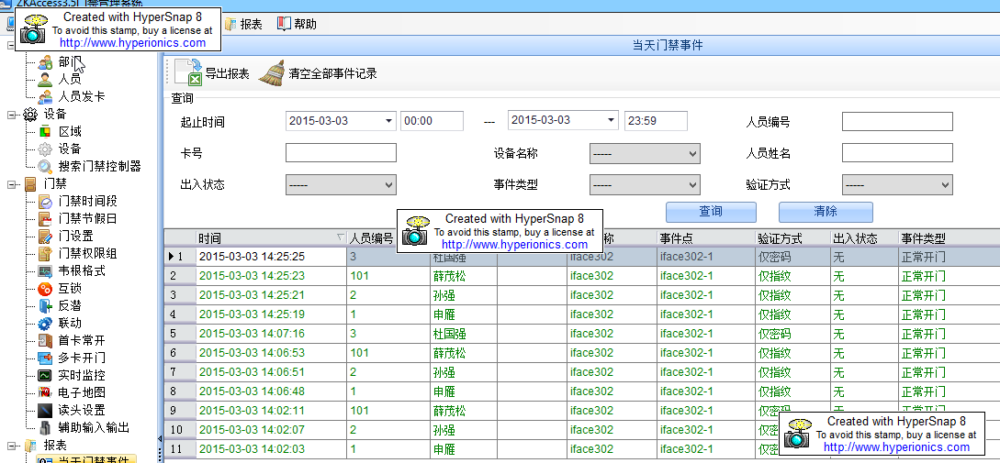 ZKAccess3.5门禁管理系统
Created with HyperSnap 8
To avoid this stamp, buy a license at
http://www.hyperionics.com
报表 帮助
当天门禁事件
部门
人员
人员发卡
设备
区域
设备
搜索门禁控制器
门禁
门禁时间段
门禁节假日
门设置
门禁权限组
韦根格式
互锁
反潜
联动
首卡常开
多卡开门
实时监控
电子地图
读头设置
辅助输入输出
报表
当天门禁事件
导出报表 清空全部事件记录
查询
起止时间 2015-03-03 00:00 --- 2015-03-03 23:59 人员编号
卡号 设备名称 ----- 人员姓名
出入状态 ----- 事件类型 ----- 验证方式 -----
查询 清除
Created with HyperSnap 8
To avoid this stamp, buy a license at
http://www.hyperionics.com
时间 人员编号 称 事件点 验证方式 出入状态 事件类型
1 2015-03-03 14:25:25 3 杜国强 iface302 iface302-1 仅密码 无 正常开门
2 2015-03-03 14:25:23 101 薛茂松 iface302 iface302-1 仅指纹 无 正常开门
3 2015-03-03 14:25:21 2 孙强 iface302 iface302-1 仅指纹 无 正常开门
4 2015-03-03 14:25:19 1 申雁 iface302 iface302-1 仅指纹 无 正常开门
5 2015-03-03 14:07:16 3 杜国强 iface302 iface302-1 仅密码 无 正常开门
6 2015-03-03 14:06:53 101 薛茂松 iface302 iface302-1 仅指纹 无 正常开门
7 2015-03-03 14:06:51 2 孙强 iface302 iface302-1 仅指纹 无 正常开门
8 2015-03-03 14:06:48 1 申雁 iface302 iface302-1 仅指纹 无 正常开门
9 2015-03-03 14:02:11 101 薛茂松 iface302 iface302-1 仅密码 无 正常开门
10 2015-03-03 14:02:07 2 孙强 iface302 iface302-1
11 2015-03-03 14:02:03 1 申雁 iface302 iface302-1
Created with HyperSnap 8
To avoid this stamp, buy a license at
http://www.hyperionics.com